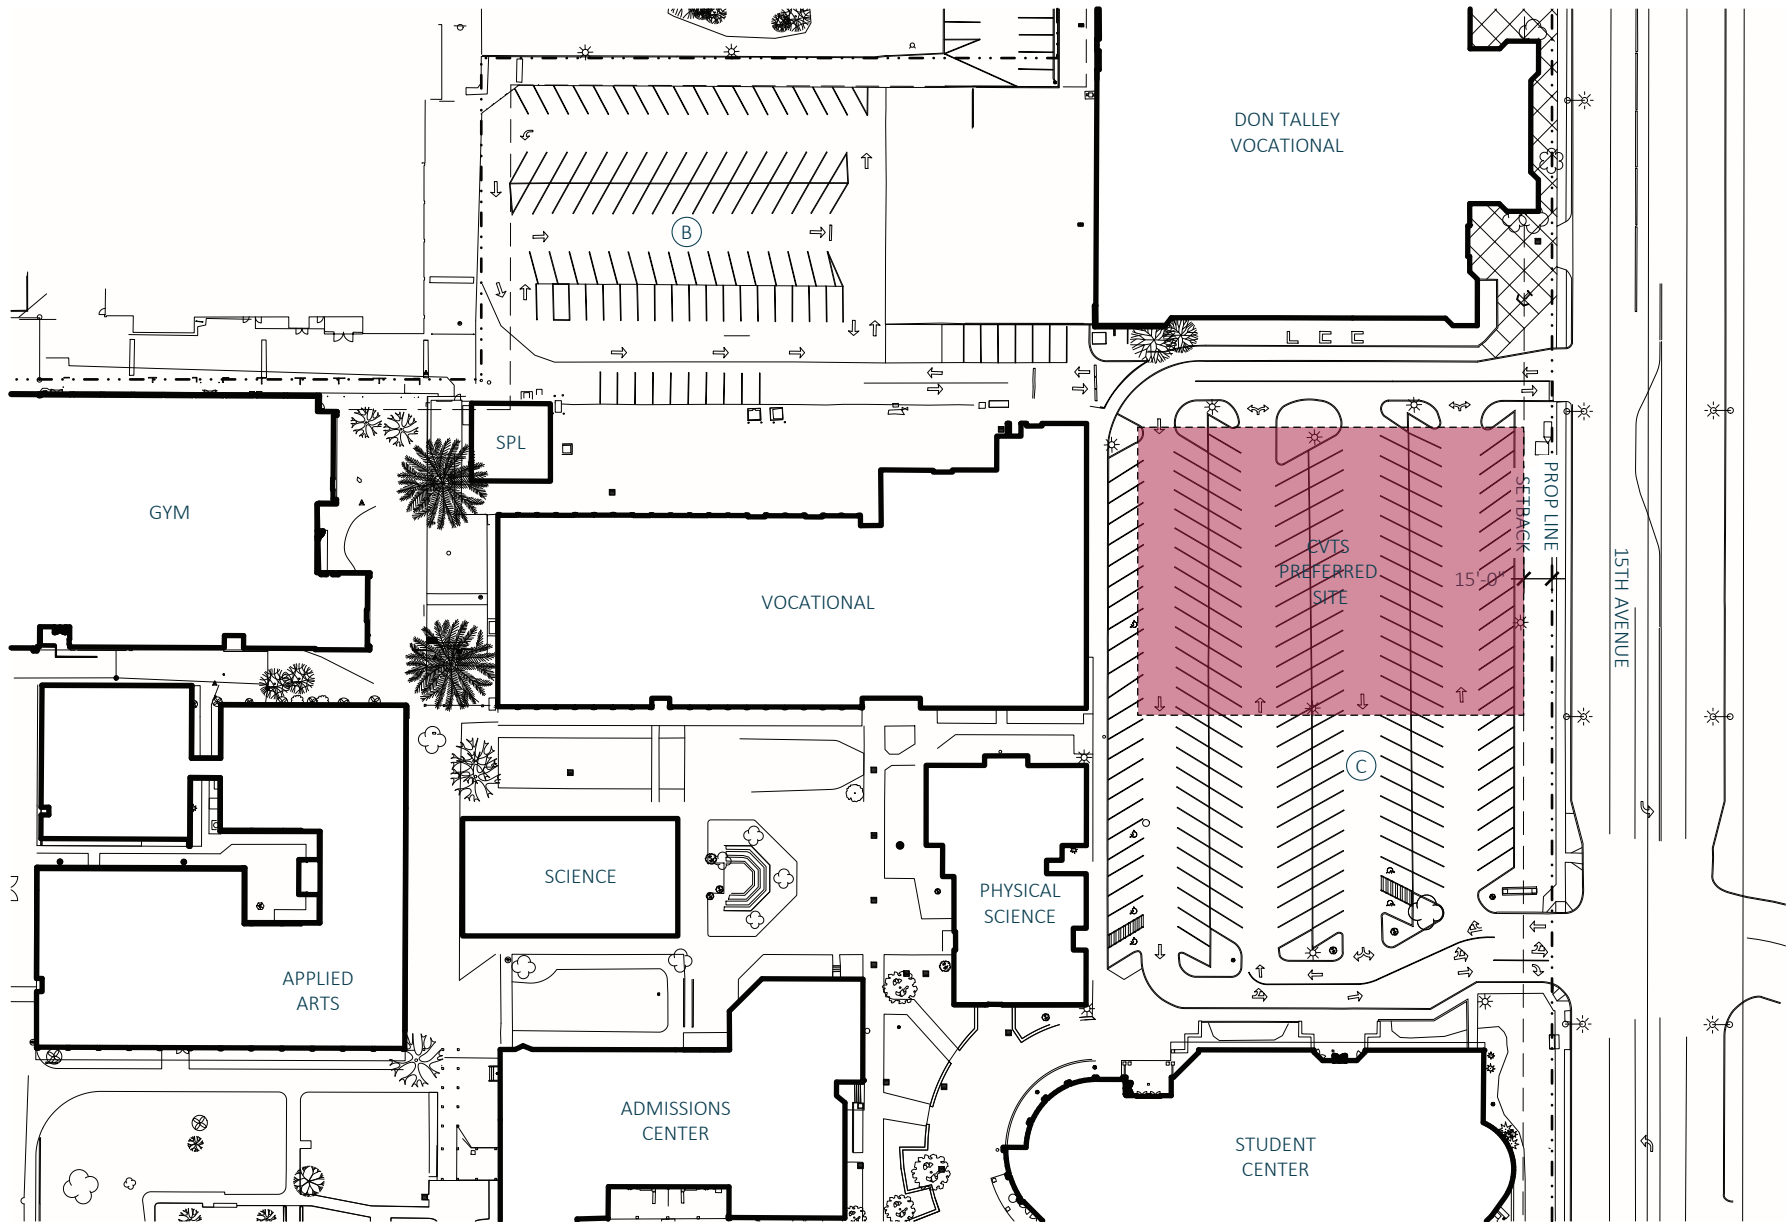 DON TALLEY
VOCATIONAL
B
LCC
SPL
GYM
VOCATIONAL
CVTS
PREFERRED
SITE
SETBACK
PROP LINE
15'-0"
15TH AVENUE
C
SCIENCE
PHYSICAL
SCIENCE
APPLIED
ARTS
ADMISSIONS
CENTER
STUDENT
CENTER